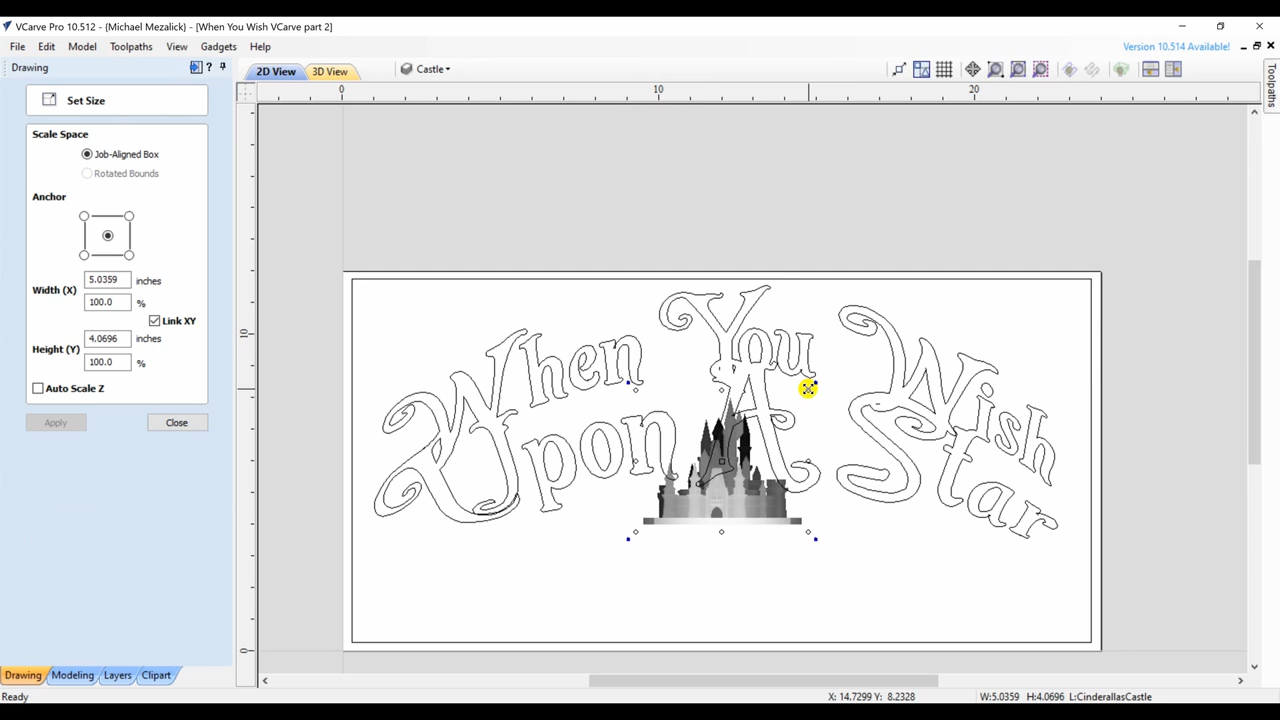 VCarve Pro 10.512 - {Michael Mezalick} - [When You Wish VCarve part 2]
File Edit Model Toolpaths View Gadgets Help
Version 10.514 Available!
Drawing
2D View 3D View Castle
Toolpaths
Set Size
0 10 20
Scale Space
Job-Aligned Box
Rotated Bounds
Anchor
Width (X) 5.0359 inches
100.0 %
Link XY
Height (Y) 4.0696 inches
100.0 %
Auto Scale Z
Apply Close
10
0
When You Wish
Upon A Star
Drawing Modeling Layers Clipart
Ready
X: 14.7299 Y: 8.2328
W:5.0359 H:4.0696 L:CinderallasCastle